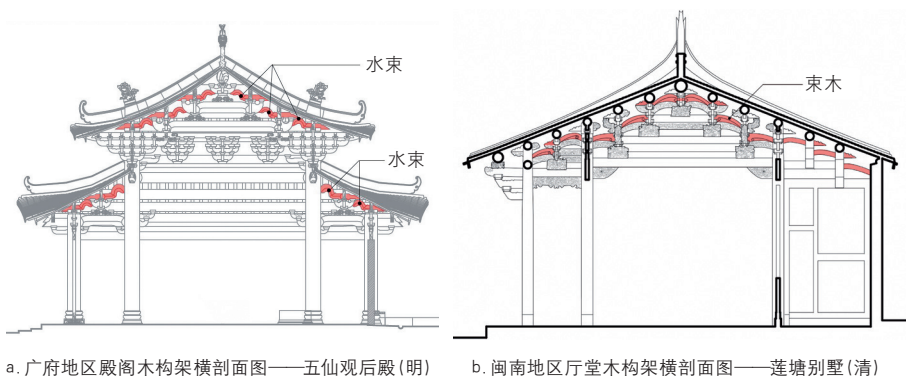 水束
水束
束木
a. 广府地区殿阁木构架横剖面图——五仙观后殿(明)
b. 闽南地区厅堂木构架横剖面图——莲塘别墅(清)